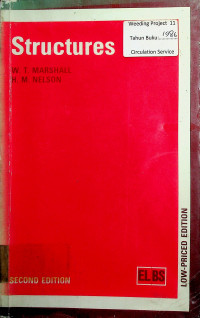 Weeding Project 11
Tahun Buku: 1986
Circulation Service
Structures
W. T. MARSHALL
H. M. NELSON
SECOND EDITION
ELBS
LOW-PRICED EDITION